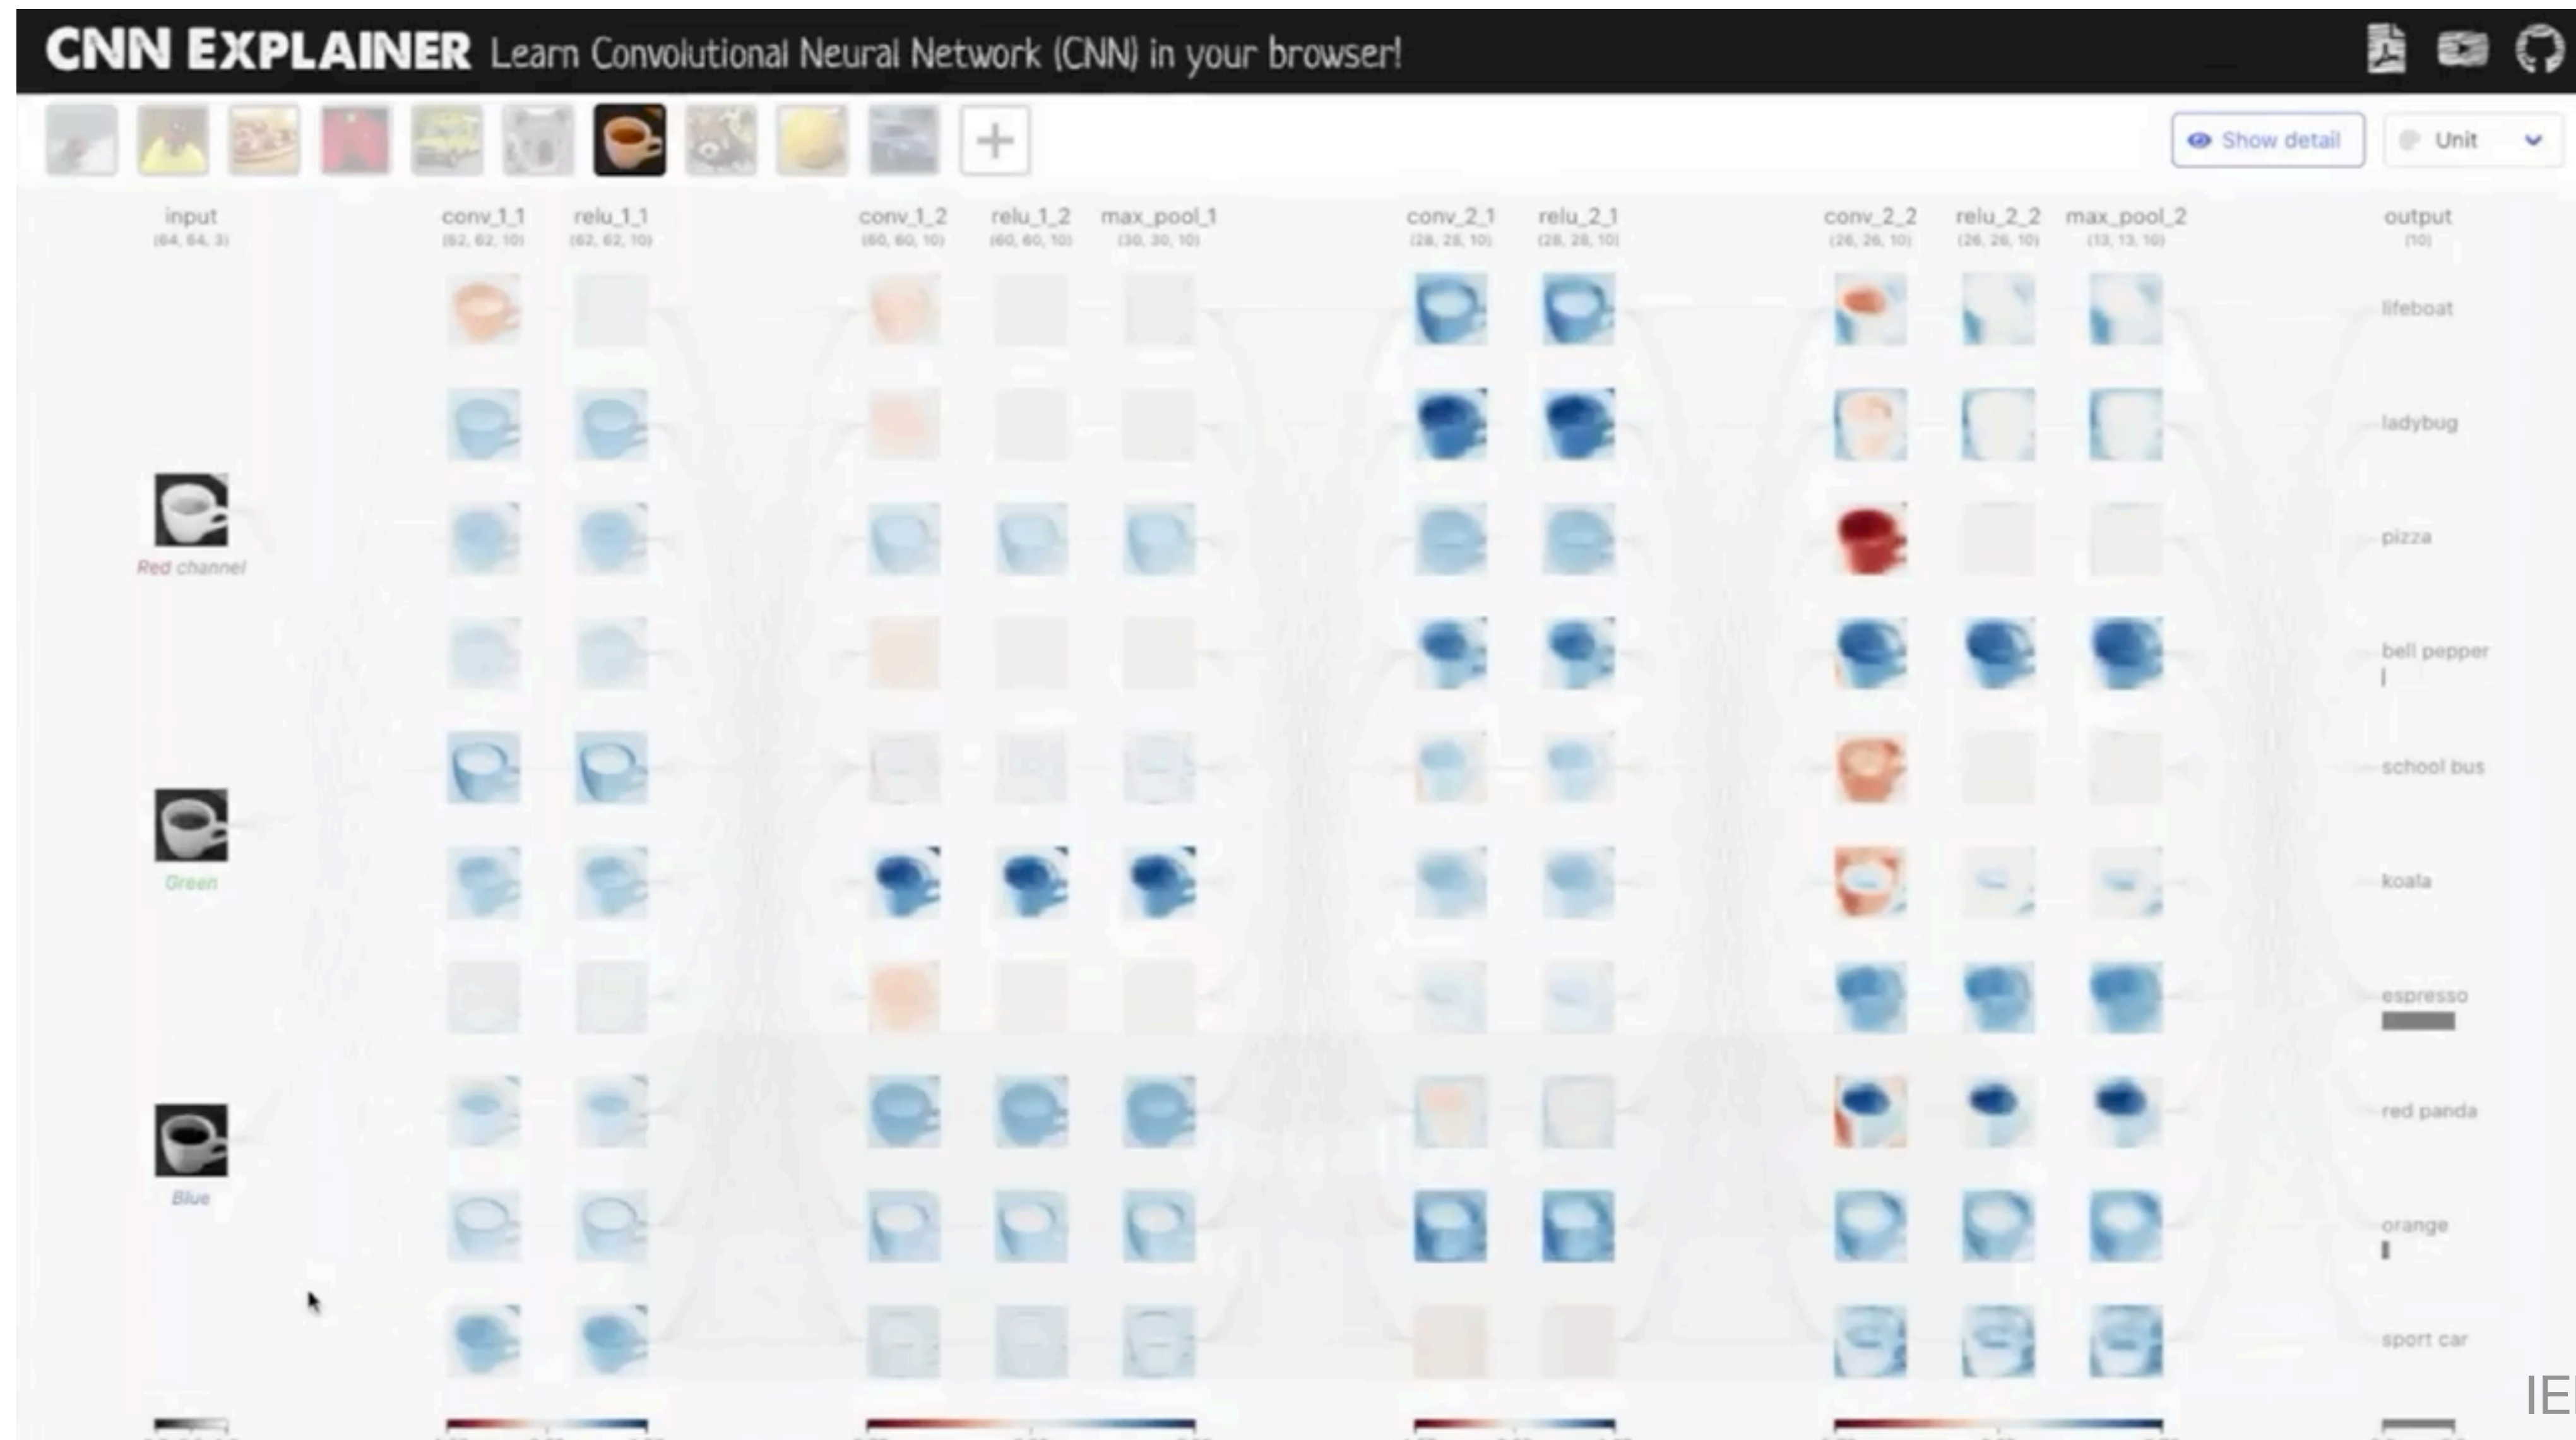 CNN EXPLAINER Learn Convolutional Neural Network (CNN) in your browser!
Show detail
Unit
input conv_1_1 relu_1_1 conv_1_2 relu_1_2 max_pool_1 conv_2_1 relu_2_1 conv_2_2 relu_2_2 max_pool_2 output
(64, 64, 3) (62, 62, 10) (62, 62, 10) (60, 60, 10) (60, 60, 10) (30, 30, 10) (28, 28, 10) (28, 28, 10) (26, 26, 10) (26, 26, 10) (13, 13, 10) (10)
lifeboat
ladybug
pizza
Red channel
bell pepper
school bus
Green
koala
espresso
red panda
Blue
orange
sport car
IE